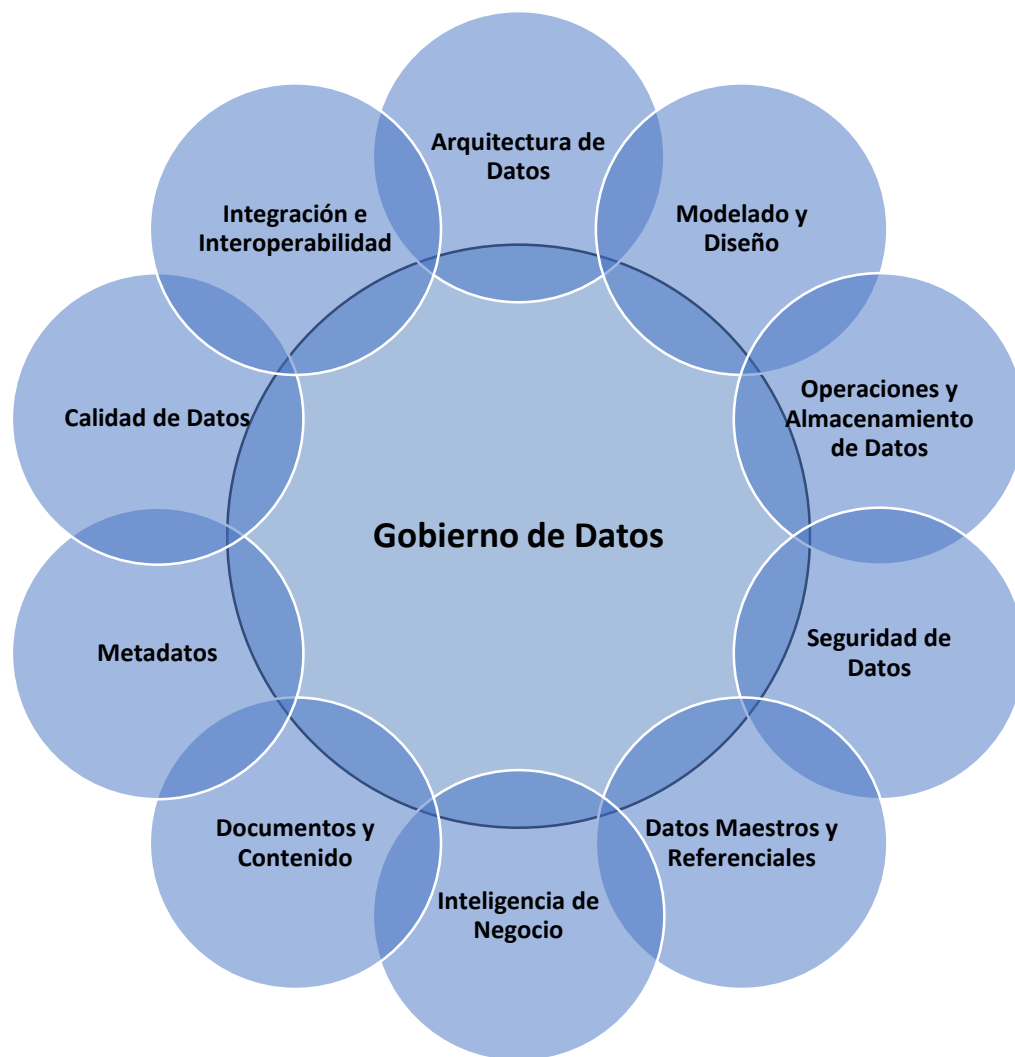 Arquitectura de
Datos
Modelado y
Diseño
Operaciones y
Almacenamiento
de Datos
Seguridad de
Datos
Datos Maestros y
Referenciales
Inteligencia de
Negocio
Documentos y
Contenido
Metadatos
Calidad de Datos
Integración e
Interoperabilidad
Gobierno de Datos